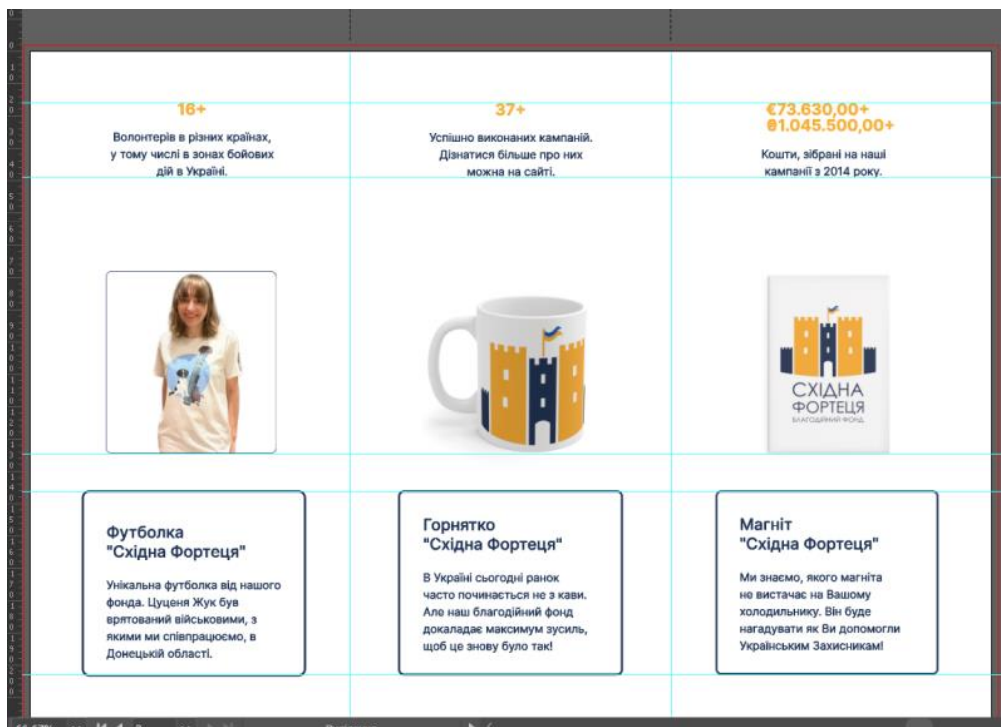 16+
Волонтерів в різних країнах,
у тому числі в зонах бойових
дій в Україні.
37+
Успішно виконаних кампаній.
Дізнатися більше про них
можна на сайті.
€73.630,00+
₴1.045.500,00+
Кошти, зібрані на наші
кампанії з 2014 року.
СХІДНА
ФОРТЕЦЯ
БЛАГОДІЙНИЙ ФОНД
Футболка
"Східна Фортеця"
Унікальна футболка від нашого
фонда. Цуценя Жук був
врятований військовими, з
якими ми співпрацюємо, в
Донецькій області.
Горнятко
"Східна Фортеця"
В Україні сьогодні ранок
часто починається не з кави.
Але наш благодійний фонд
докаладає максимум зусиль,
щоб це знову було так!
Магніт
"Східна Фортеця"
Ми знаємо, якого магніта
не вистачає на Вашому
холодильнику. Він буде
нагадувати як Ви допомогли
Українським Захисникам!